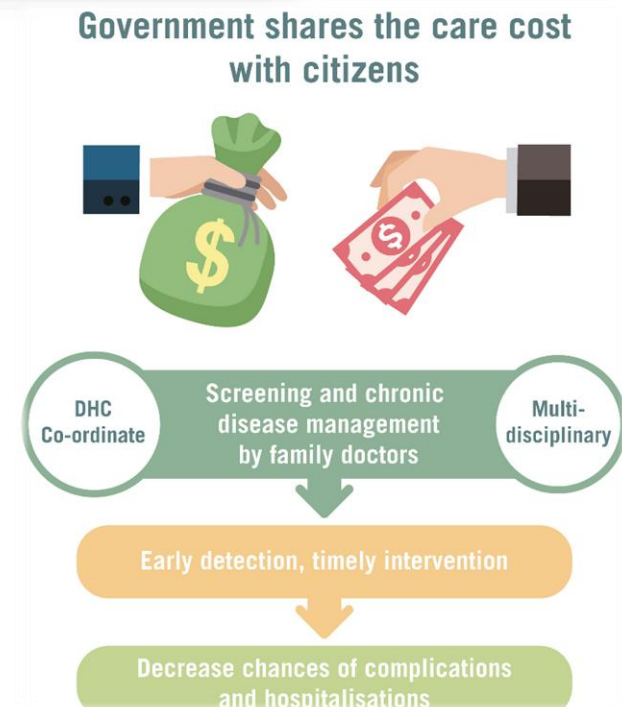 Government shares the care cost
with citizens
$
$
DHC
Co-ordinate
Screening and chronic
disease management
by family doctors
Multi-
disciplinary
Early detection, timely intervention
Decrease chances of complications
and hospitalisations